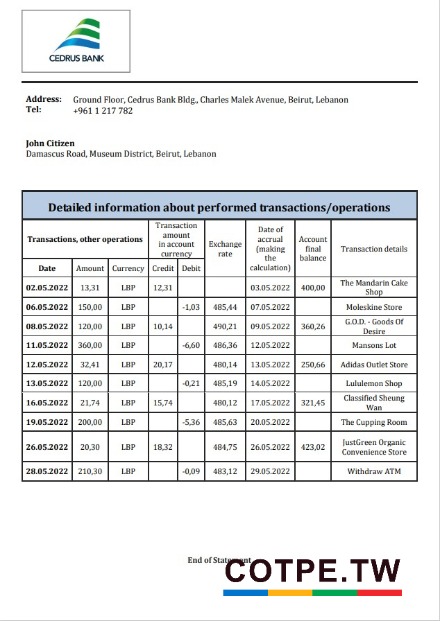 CEDRUS BANK
Address: Ground Floor, Cedrus Bank Bldg., Charles Malek Avenue, Beirut, Lebanon
Tel: +961 1 217 782
John Citizen
Damascus Road, Museum District, Beirut, Lebanon
Detailed information about performed transactions/operations
Transactions, other operations
Transaction
amount
in account
currency
Exchange
rate
Date of
accrual
(making
the
calculation)
Account
final
balance
Transaction details
Date Amount Currency Credit Debit
02.05.2022 13,31 LBP 12,31 03.05.2022 400,00 The Mandarin Cake
Shop
06.05.2022 150,00 LBP -1,03 485,44 07.05.2022 Moleskine Store
08.05.2022 120,00 LBP 10,14 490,21 09.05.2022 360,26 G.O.D. - Goods Of
Desire
11.05.2022 360,00 LBP -6,60 486,36 12.05.2022 Mansons Lot
12.05.2022 32,41 LBP 20,17 480,14 13.05.2022 250,66 Adidas Outlet Store
13.05.2022 120,00 LBP -0,21 485,19 14.05.2022 Lululemon Shop
16.05.2022 21,74 LBP 15,74 480,12 17.05.2022 321,45 Classified Sheung
Wan
19.05.2022 200,00 LBP -5,36 485,63 20.05.2022 The Cupping Room
26.05.2022 20,30 LBP 18,32 484,75 26.05.2022 423,02 JustGreen Organic
Convenience Store
28.05.2022 210,30 LBP -0,09 483,12 29.05.2022 Withdraw ATM
End of Statement
COTPE.TW